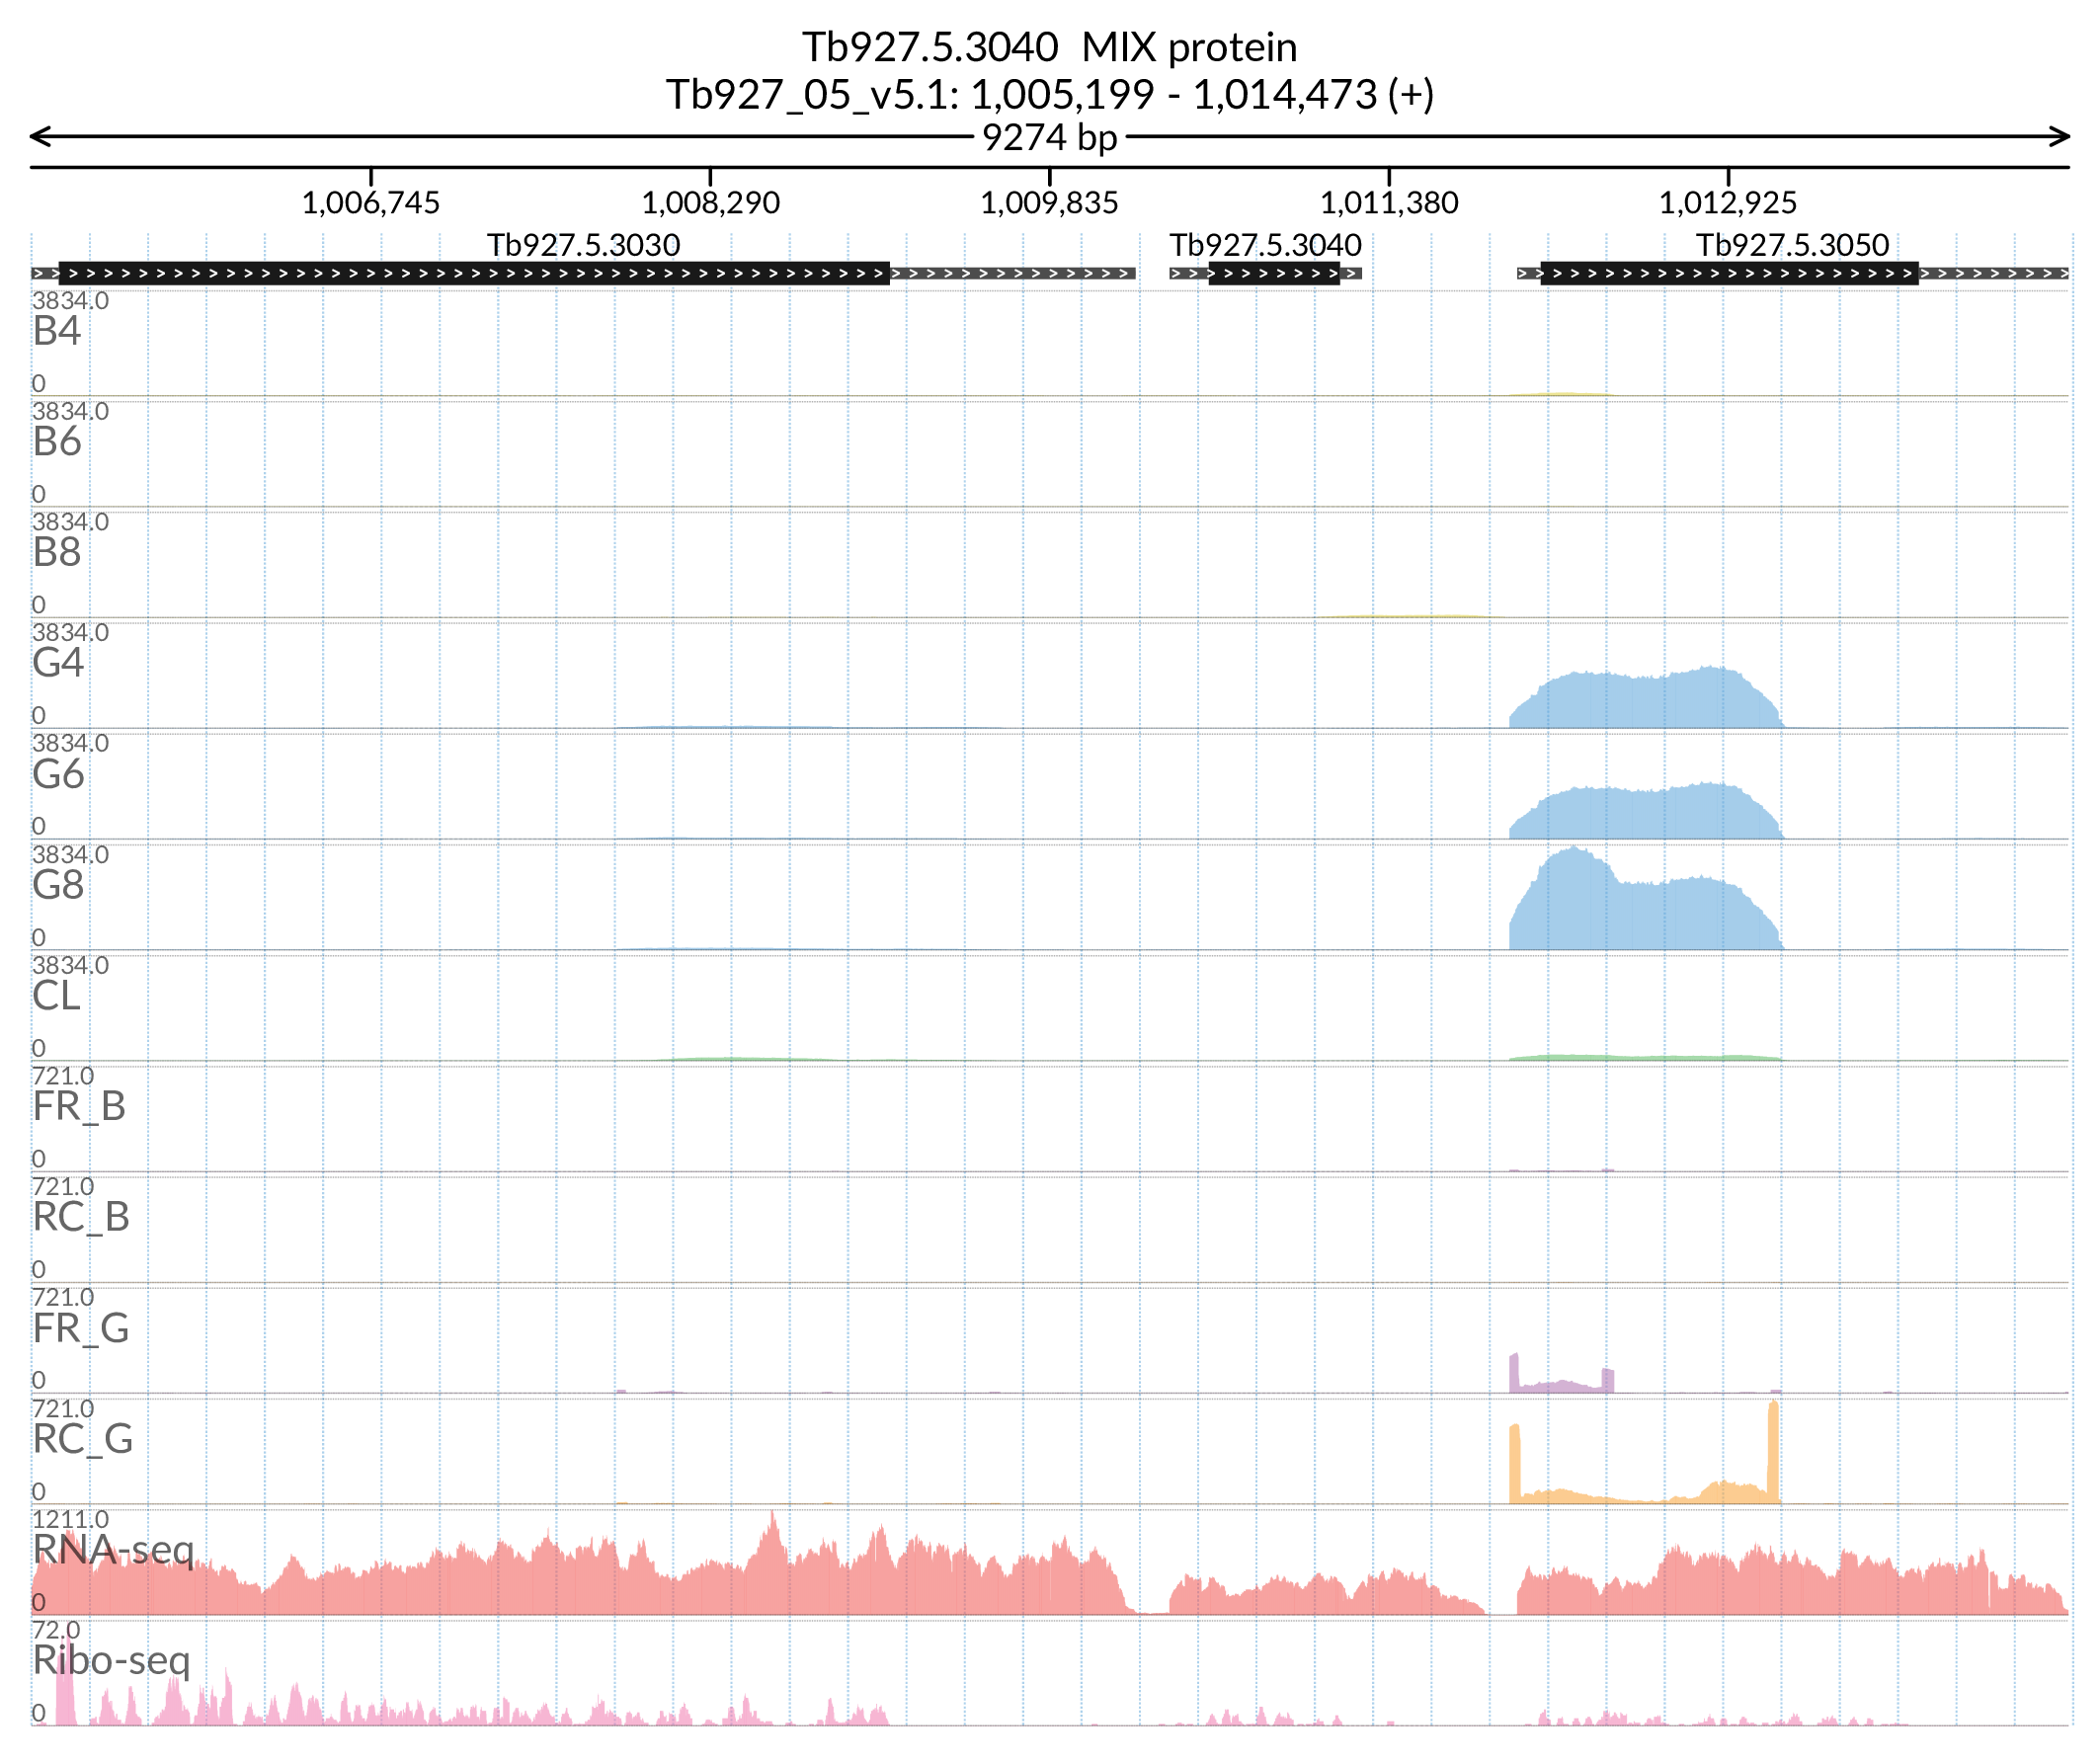 Tb927.5.3040  MIX protein
Tb927_05_v5.1: 1,005,199 - 1,014,473 (+)
9274 bp
1,006,745 1,008,290 1,009,835 1,011,380 1,012,925
Tb927.5.3030 Tb927.5.3040 Tb927.5.3050
3834.0
B4
0
3834.0
B6
0
3834.0
B8
0
3834.0
G4
0
3834.0
G6
0
3834.0
G8
0
3834.0
CL
0
721.0
FR_B
0
721.0
RC_B
0
721.0
FR_G
0
721.0
RC_G
0
1211.0
RNA-seq
0
72.0
Ribo-seq
0